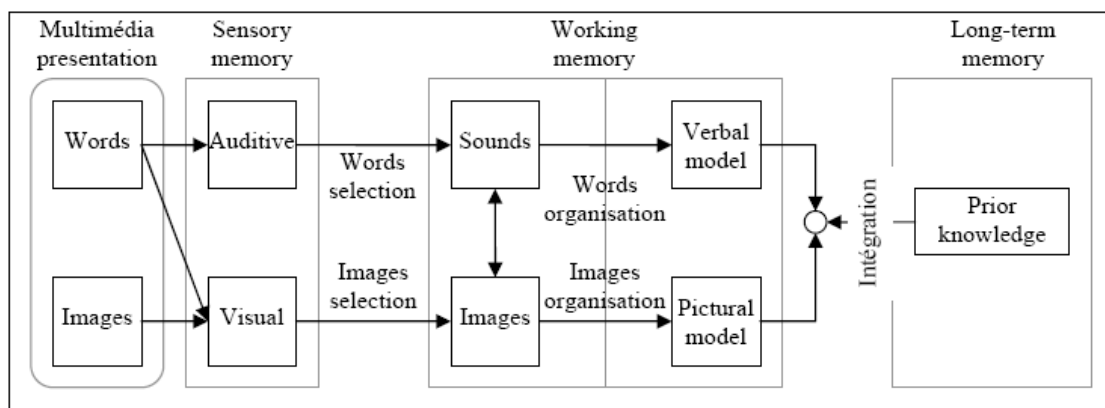 Multimédia
presentation
Sensory
memory
Working
memory
Long-term
memory
Words
Auditive
Sounds
Verbal
model
Words
selection
Words
organisation
Intégration
Prior
knowledge
Images
selection
Images
organisation
Images
Visual
Images
Pictural
model